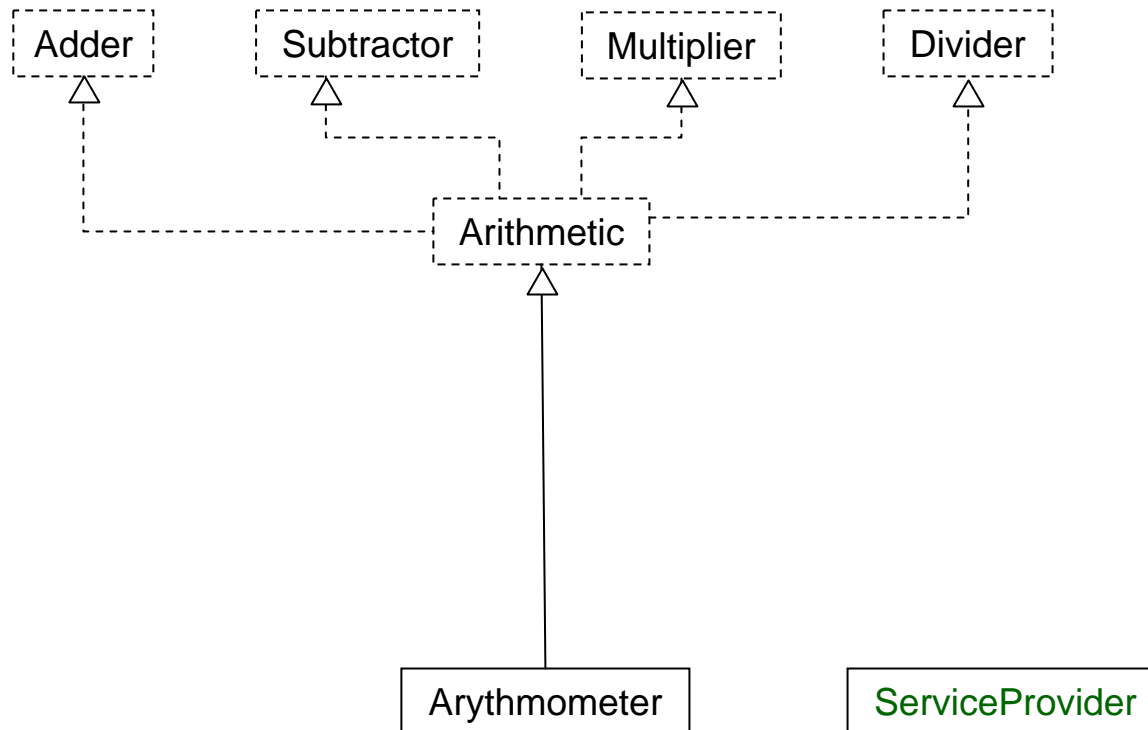 Adder
Subtractor
Multiplier
Divider
Arithmetic
Arythmometer
ServiceProvider